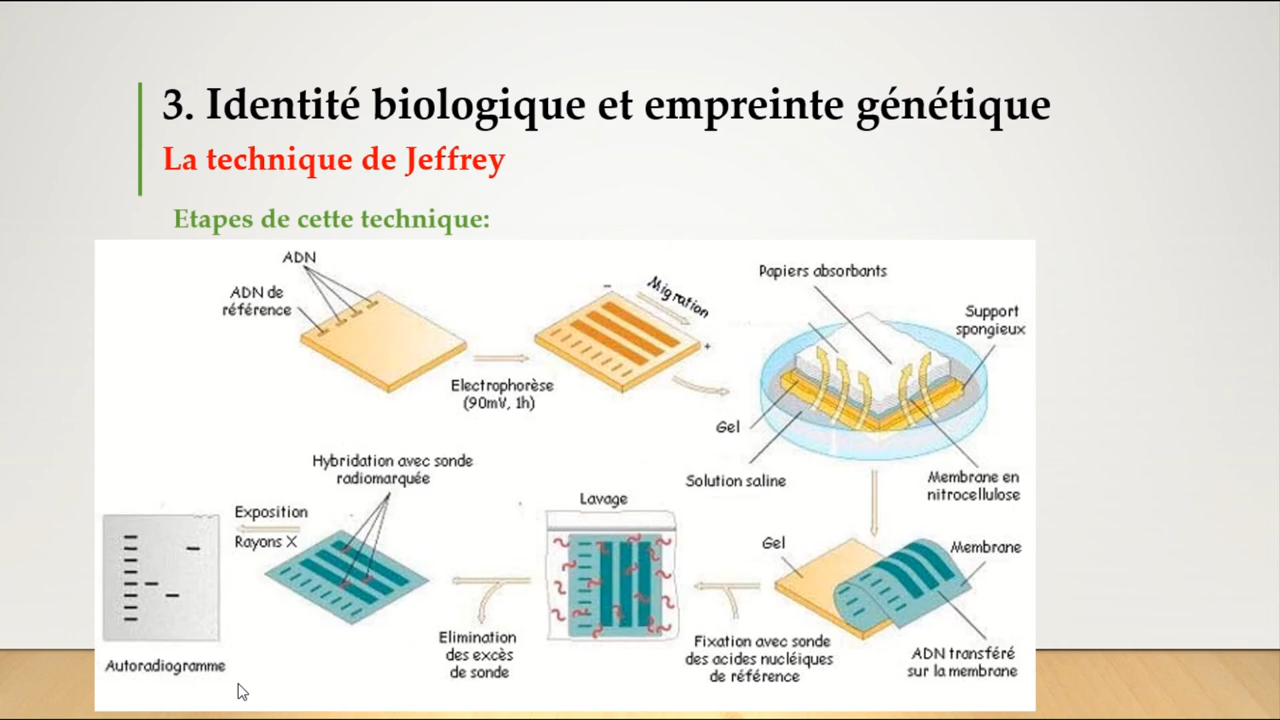 3. Identité biologique et empreinte génétique
La technique de Jeffrey
Etapes de cette technique:
ADN
ADN de
référence
Electrophorèse
(90mV, 1h)
-
Migration
+
Papiers absorbants
Support
spongieux
Gel
Solution saline
Membrane en
nitrocellulose
Gel
Membrane
ADN transféré
sur la membrane
Fixation avec sonde
des acides nucléiques
de référence
Lavage
Elimination
des excès
de sonde
Hybridation avec sonde
radiomarquée
Exposition
Rayons X
Autoradiogramme